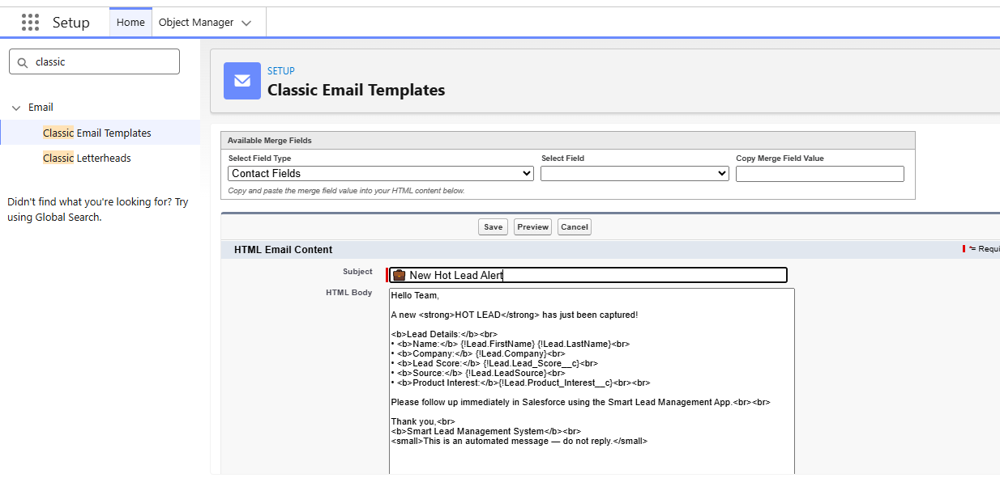 Setup
Home
Object Manager
classic
Email
Classic Email Templates
Classic Letterheads
Didn't find what you're looking for? Try
using Global Search.
SETUP
Classic Email Templates
Available Merge Fields
Select Field Type
Select Field
Copy Merge Field Value
Contact Fields
Copy and paste the merge field value into your HTML content below.
Save
Preview
Cancel
HTML Email Content
= Requi
Subject
💼 New Hot Lead Alert
HTML Body
Hello Team,
A new <strong>HOT LEAD</strong> has just been captured!
<b>Lead Details:</b><br>
• <b>Name:</b> {!Lead.FirstName} {!Lead.LastName}<br>
• <b>Company:</b> {!Lead.Company}<br>
• <b>Lead Score:</b> {!Lead.Lead_Score__c}<br>
• <b>Source:</b> {!Lead.LeadSource}<br>
• <b>Product Interest:</b>{!Lead.Product_Interest__c}<br><br>
Please follow up immediately in Salesforce using the Smart Lead Management App.<br><br>
Thank you,<br>
<b>Smart Lead Management System</b><br>
<small>This is an automated message — do not reply.</small>